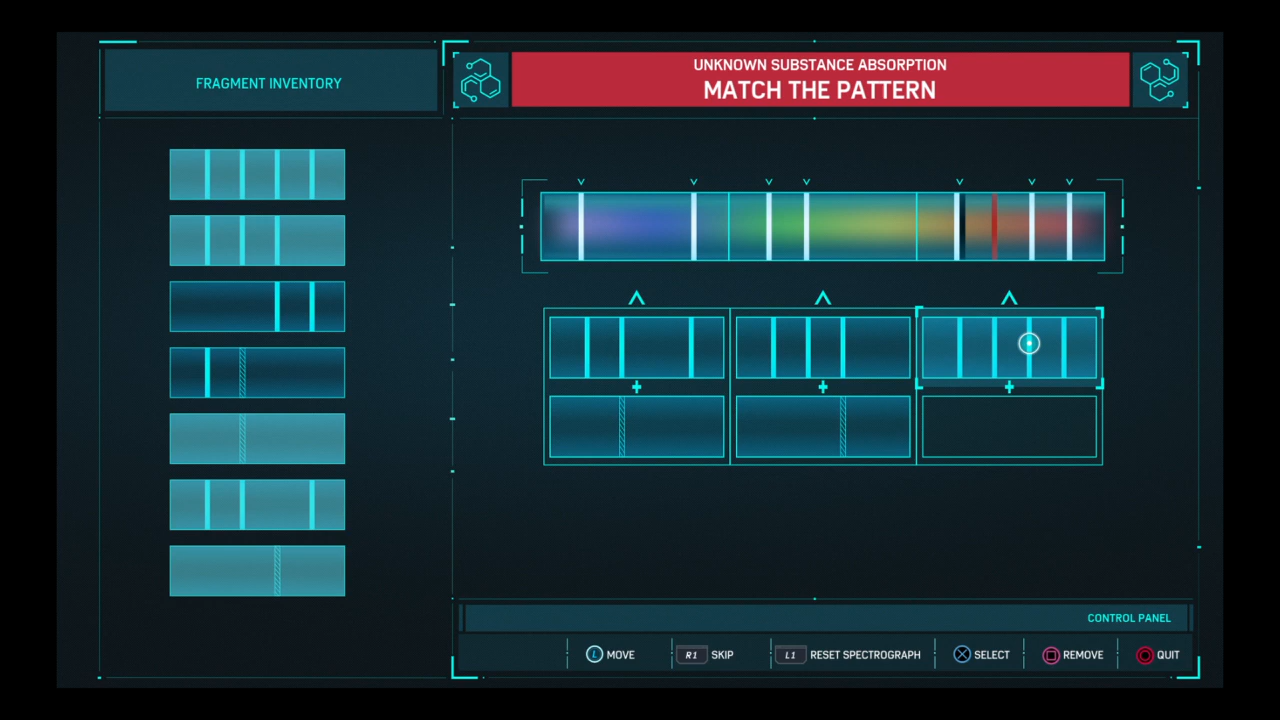 FRAGMENT INVENTORY
UNKNOWN SUBSTANCE ABSORPTION
MATCH THE PATTERN
CONTROL PANEL
L MOVE
R1 SKIP
L1 RESET SPECTROGRAPH
SELECT
REMOVE
QUIT